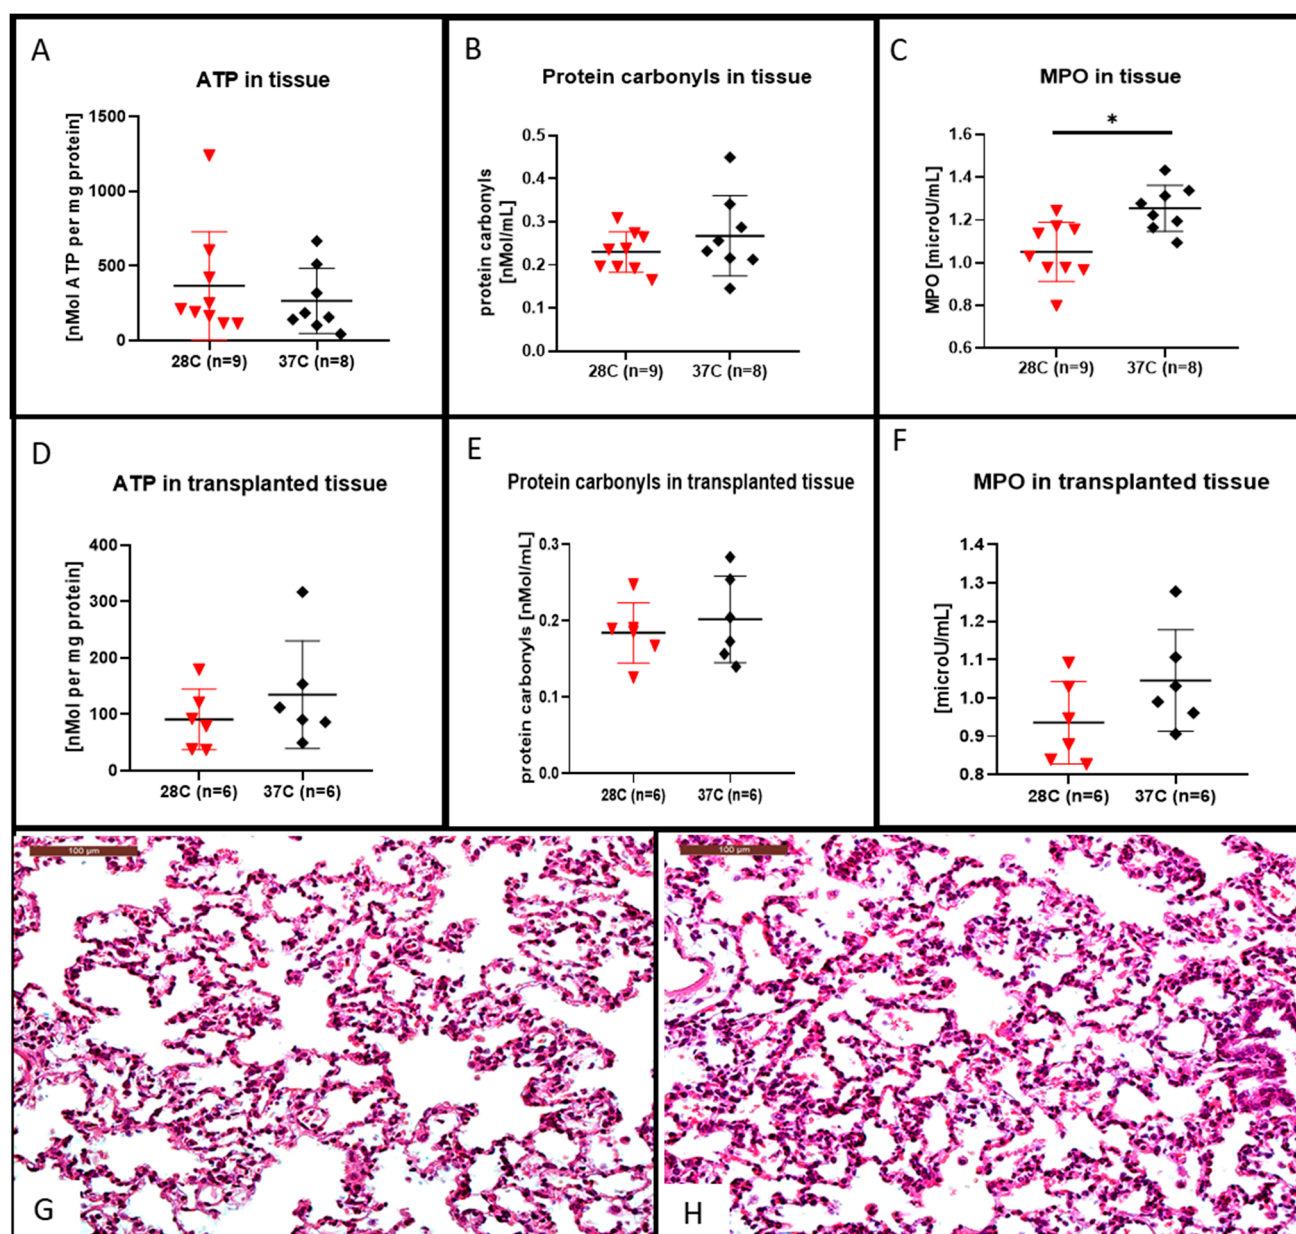 A
ATP in tissue
[nMol ATP per mg protein]
1500
1000
500
0
28C (n=9)
37C (n=8)
B
Protein carbonyls in tissue
protein carbonyls
[nMol/mL]
0.5
0.4
0.3
0.2
0.1
0.0
28C (n=9)
37C (n=8)
C
MPO in tissue
*
MPO [microU/mL]
1.6
1.4
1.2
1.0
0.8
0.6
28C (n=9)
37C (n=8)
D
ATP in transplanted tissue
[nMol per mg protein]
400
300
200
100
0
28C (n=6)
37C (n=6)
E
Protein carbonyls in transplanted tissue
protein carbonyls [nMol/mL]
0.3
0.2
0.1
0.0
28C (n=6)
37C (n=6)
F
MPO in transplanted tissue
[microU/mL]
1.4
1.3
1.2
1.1
1.0
0.9
0.8
28C (n=6)
37C (n=6)
100 µm
G
100 µm
H